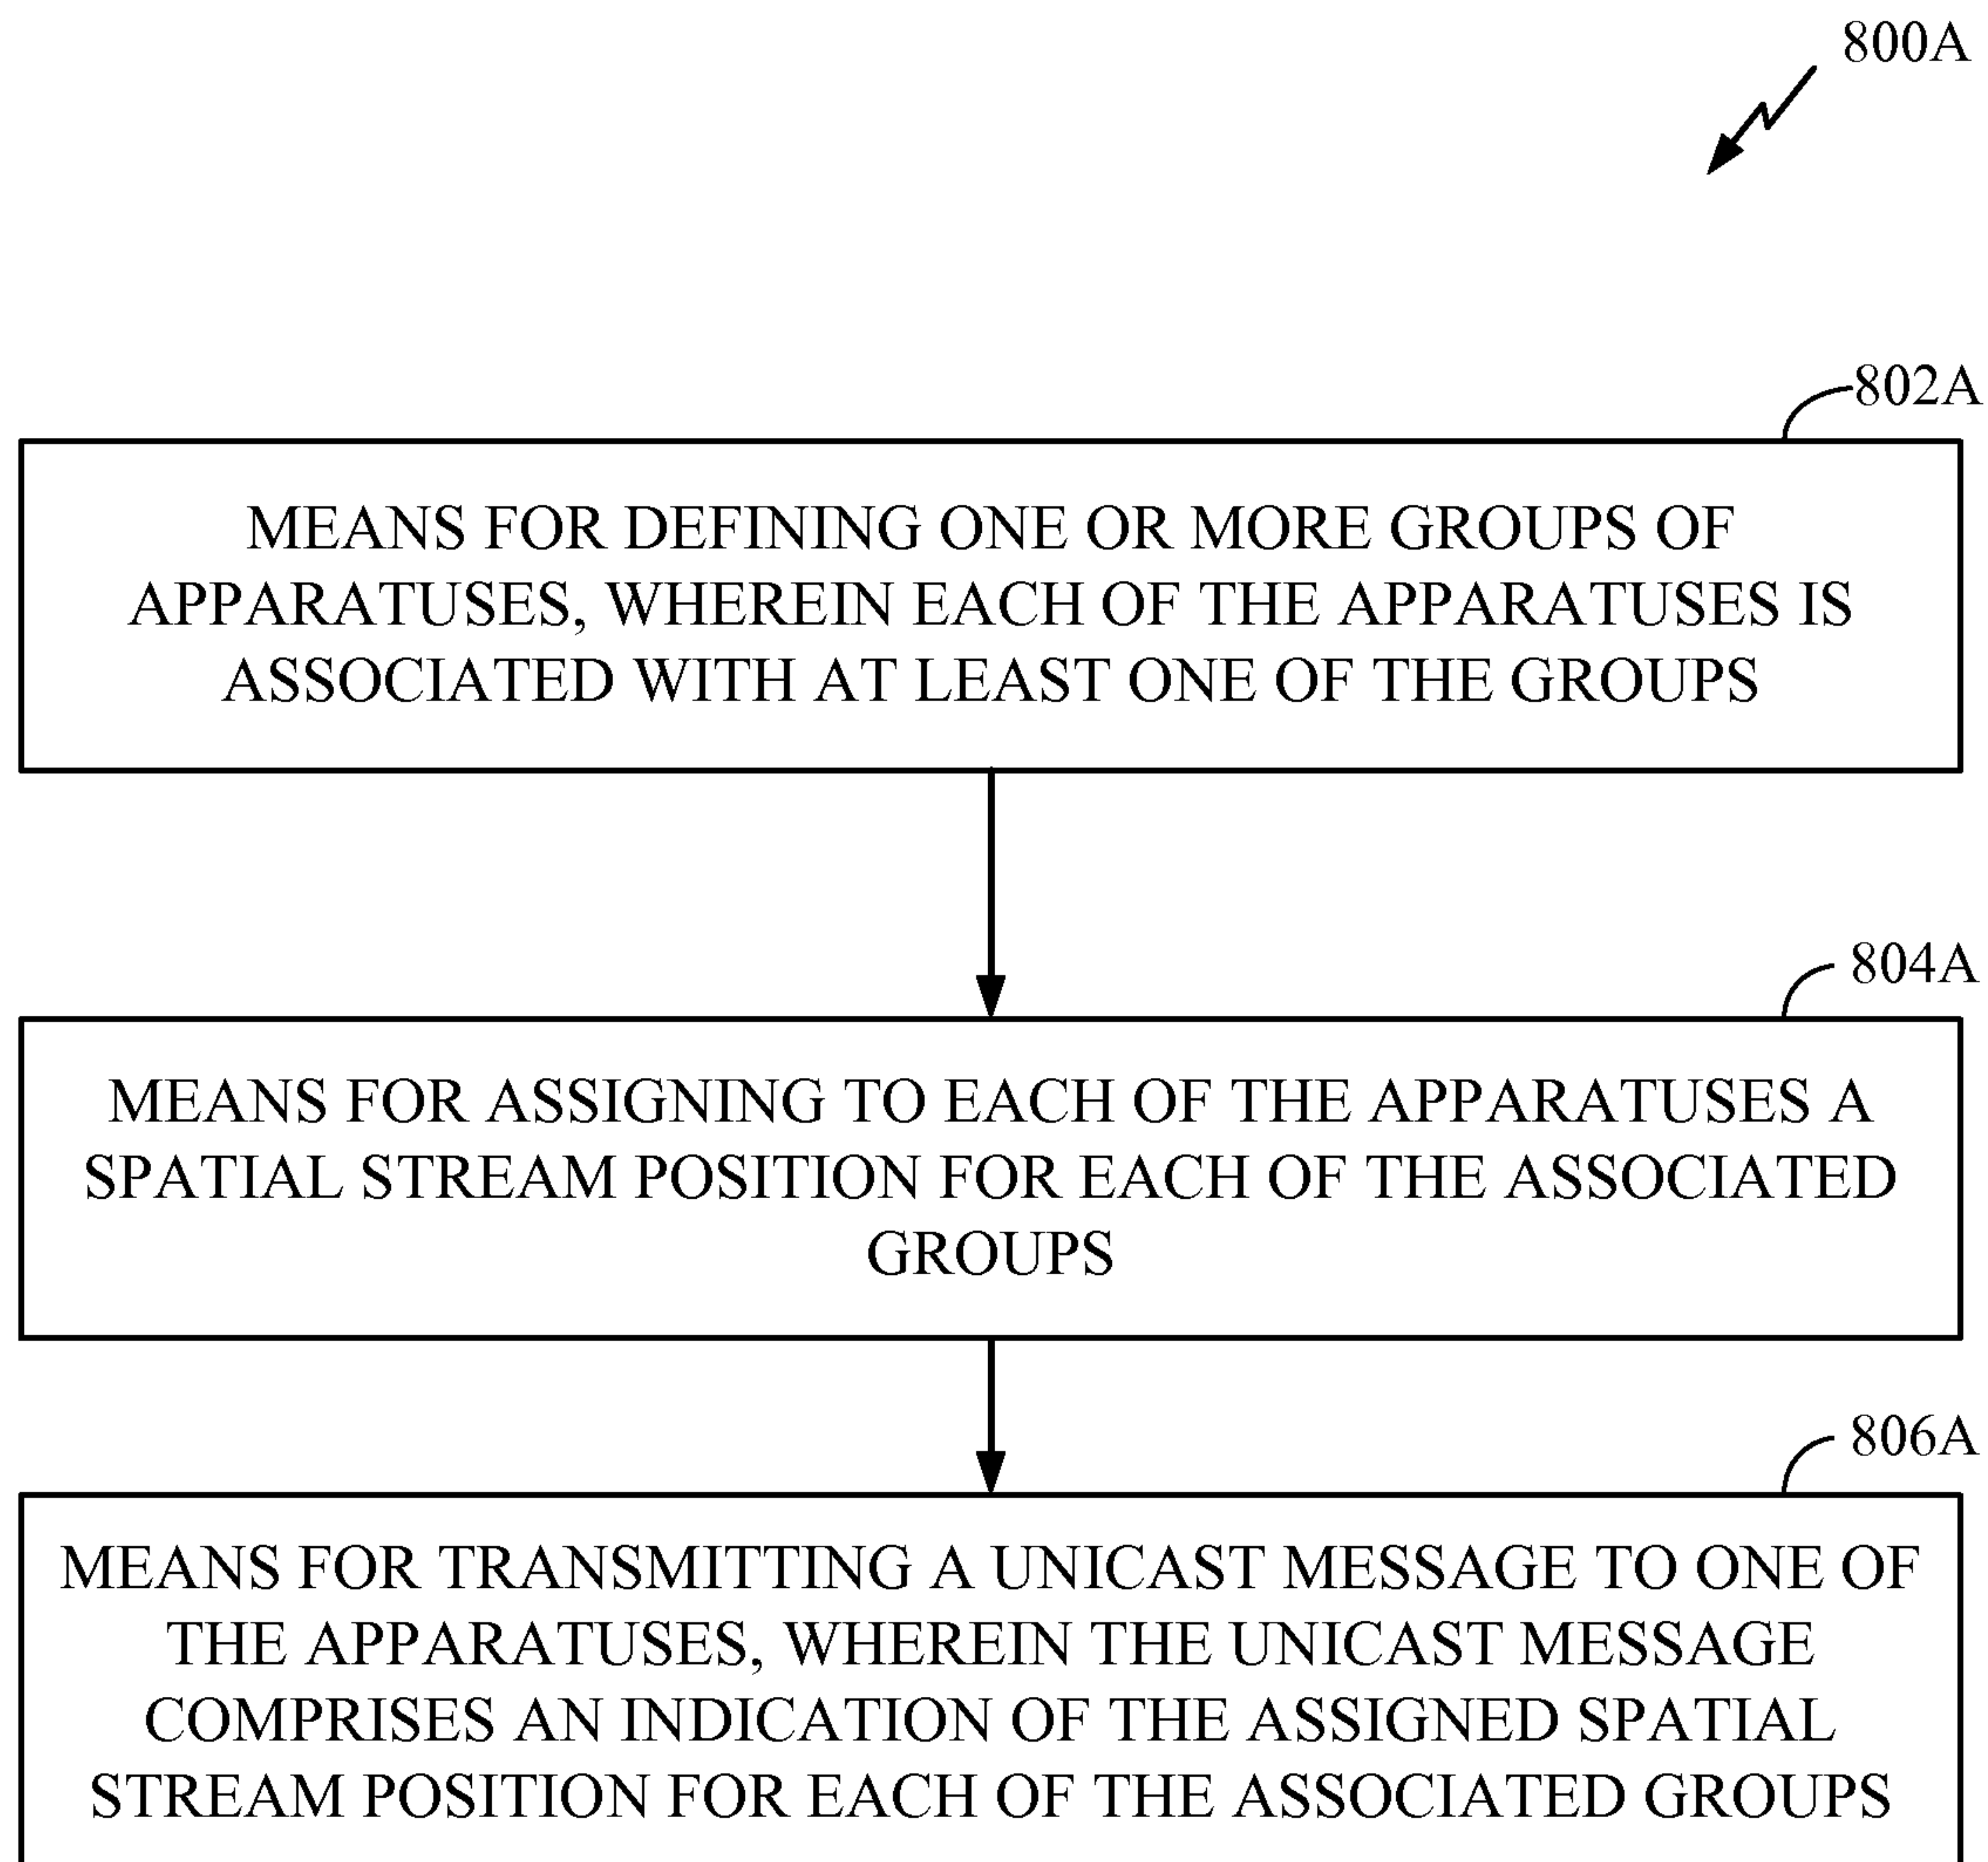 800A
802A
MEANS FOR DEFINING ONE OR MORE GROUPS OF
APPARATUSES, WHEREIN EACH OF THE APPARATUSES IS
ASSOCIATED WITH AT LEAST ONE OF THE GROUPS
804A
MEANS FOR ASSIGNING TO EACH OF THE APPARATUSES A
SPATIAL STREAM POSITION FOR EACH OF THE ASSOCIATED
GROUPS
806A
MEANS FOR TRANSMITTING A UNICAST MESSAGE TO ONE OF
THE APPARATUSES, WHEREIN THE UNICAST MESSAGE
COMPRISES AN INDICATION OF THE ASSIGNED SPATIAL
STREAM POSITION FOR EACH OF THE ASSOCIATED GROUPS